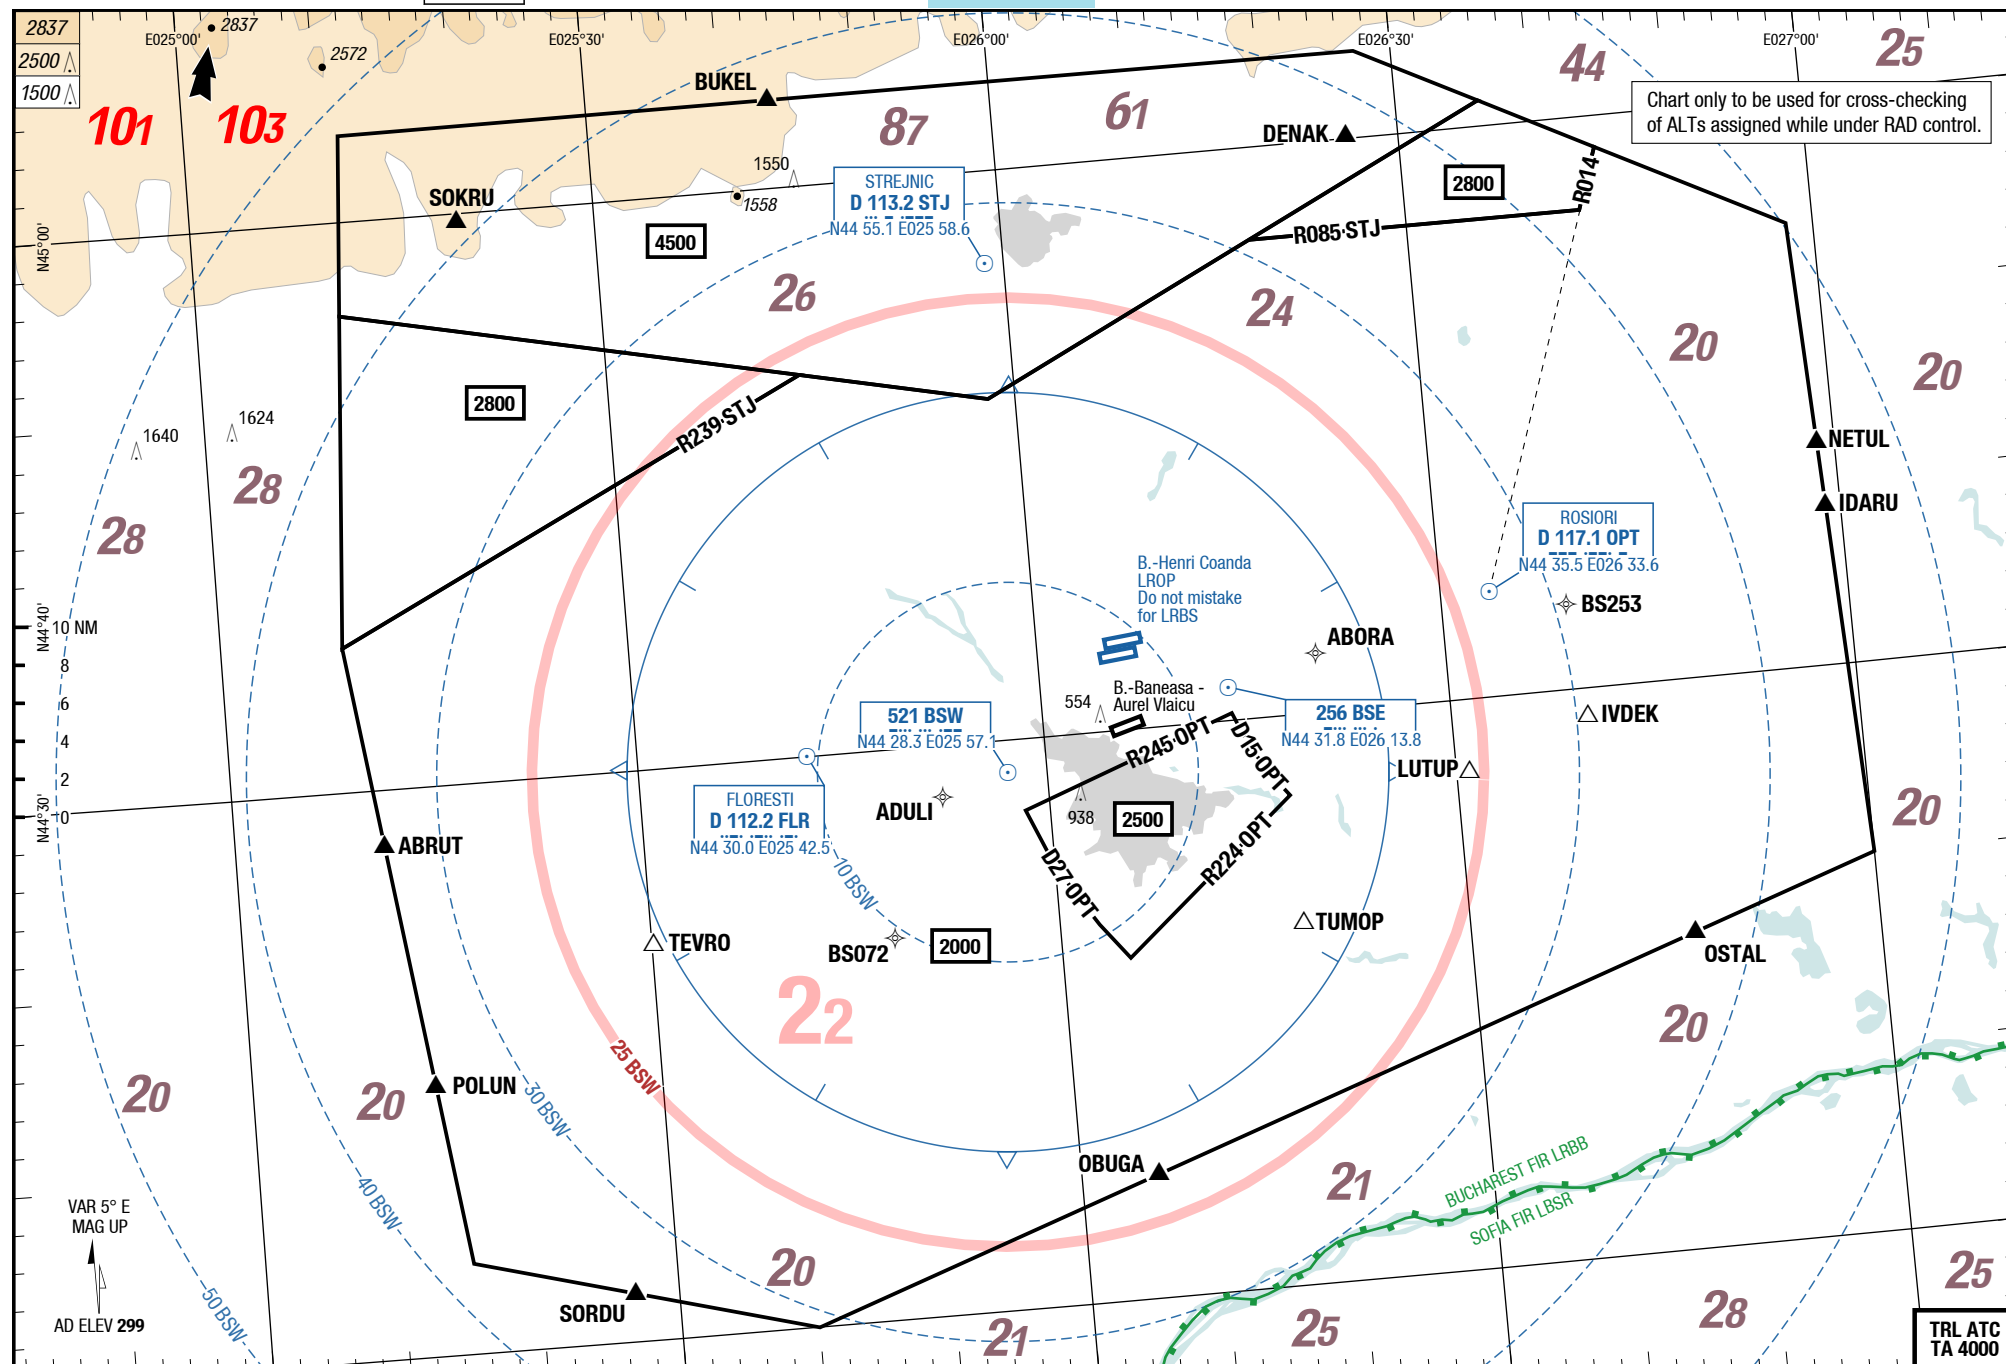 2837
2500
1500
2837
2572
E025°00'
E025°30'
E026°00'
E026°30'
E027°00'
101
103
87
61
44
25
Chart only to be used for cross-checking
of ALTs assigned while under RAD control.
BUKEL
DENAK
SOKRU
1550
1558
STREJNIC
D 113.2 STJ
N44 55.1 E025 58.6
2800
R014
R085·STJ
4500
N45°00'
26
24
20
20
2800
R239·STJ
1640
1624
28
28
NETUL
IDARU
ROSIORI
D 117.1 OPT
N44 35.5 E026 33.6
BS253
B.-Henri Coanda
LROP
Do not mistake
for LRBS
ABORA
N44°40'
10 NM
8
6
4
2
0
N44°30'
554
B.-Baneasa -
Aurel Vlaicu
521 BSW
N44 28.3 E025 57.1
256 BSE
N44 31.8 E026 13.8
IVDEK
LUTUP
R245·OPT
D15·OPT
R224·OPT
D27·OPT
938
2500
ADULI
FLORESTI
D 112.2 FLR
N44 30.0 E025 42.5
10 BSW
ABRUT
20
TEVRO
BS072
2000
TUMOP
OSTAL
22
20
25 BSW
20
20
POLUN
30 BSW
OBUGA
21
BUCHAREST FIR LRBB
SOFIA FIR LBSR
VAR 5° E
MAG UP
AD ELEV 299
40 BSW
50 BSW
20
SORDU
21
25
28
25
TRL ATC
TA 4000